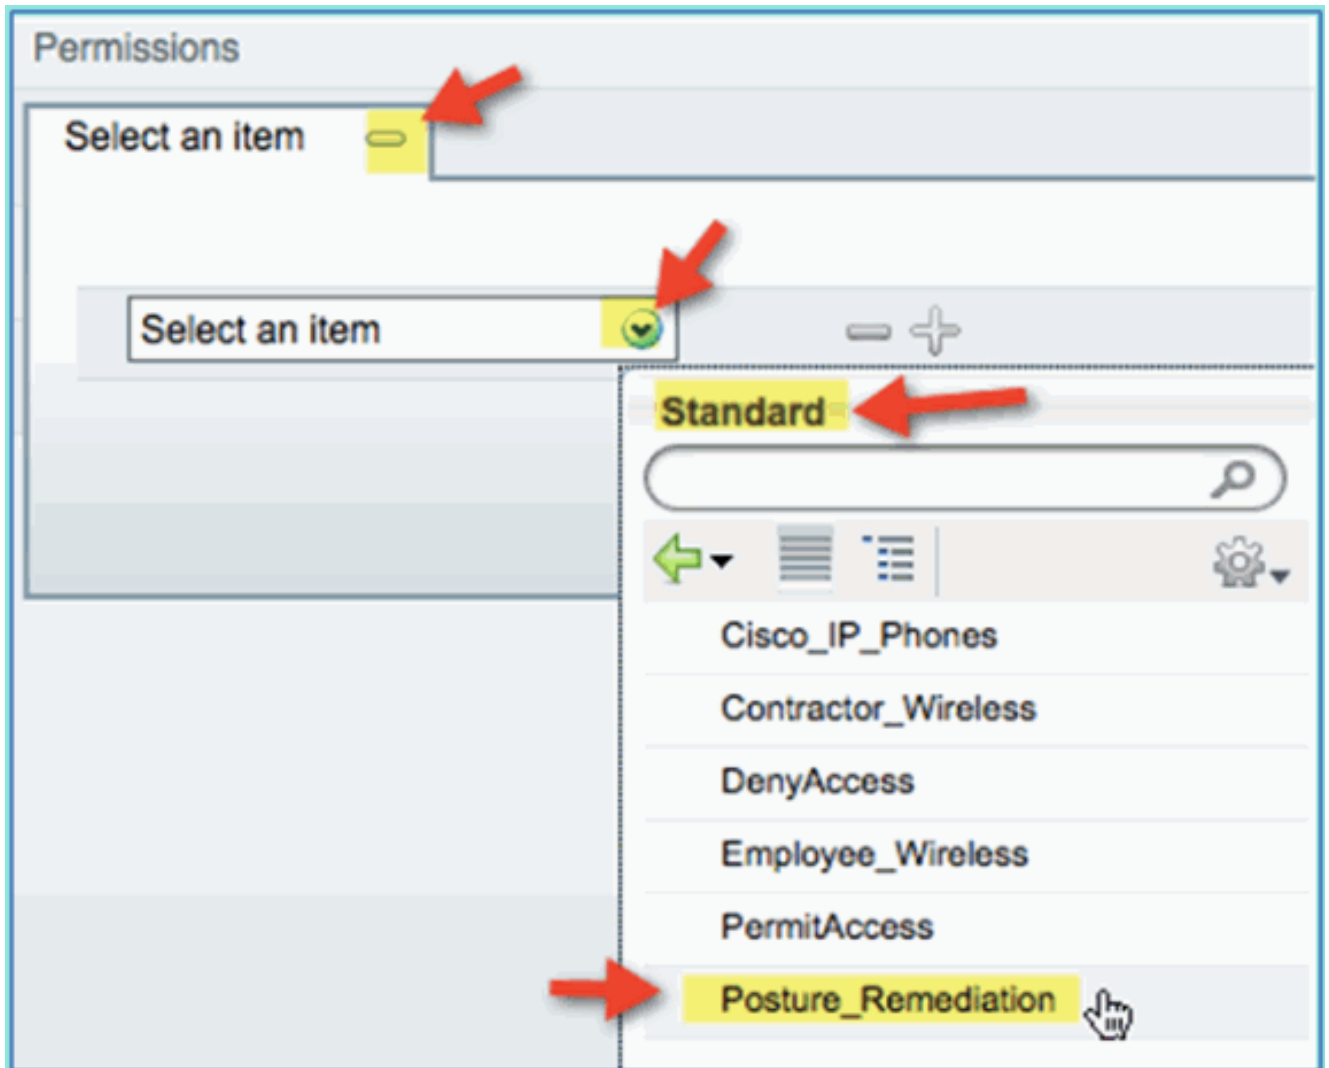 Permissions
Select an item
Select an item
Standard
Cisco_IP_Phones
Contractor_Wireless
DenyAccess
Employee_Wireless
PermitAccess
Posture_Remediation